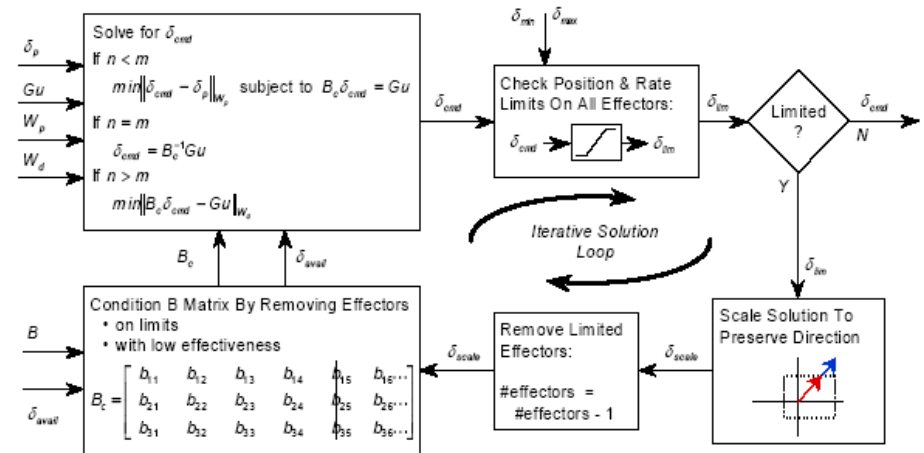 δp
Gu
Wp
Wd
Solve for δcmd
If n < m
min‖δcmd − δp‖Wp subject to Bcδcmd = Gu
If n = m
δcmd = Bc⁻¹Gu
If n > m
min‖Bcδcmd − Gu‖Wd
δcmd
δmin δmax
Check Position & Rate
Limits On All Effectors:
δcmd δlim
δlim
Limited
?
δcmd
N
Y
δlim
Iterative Solution
Loop
Scale Solution To
Preserve Direction
δscale
Remove Limited
Effectors:
#effectors =
#effectors - 1
δscale
Bc
δavail
B
δavail
Condition B Matrix By Removing Effectors
• on limits
• with low effectiveness
Bc = [ b11 b12 b13 b14 b15 b16...
b21 b22 b23 b24 b25 b26...
b31 b32 b33 b34 b35 b36... ]